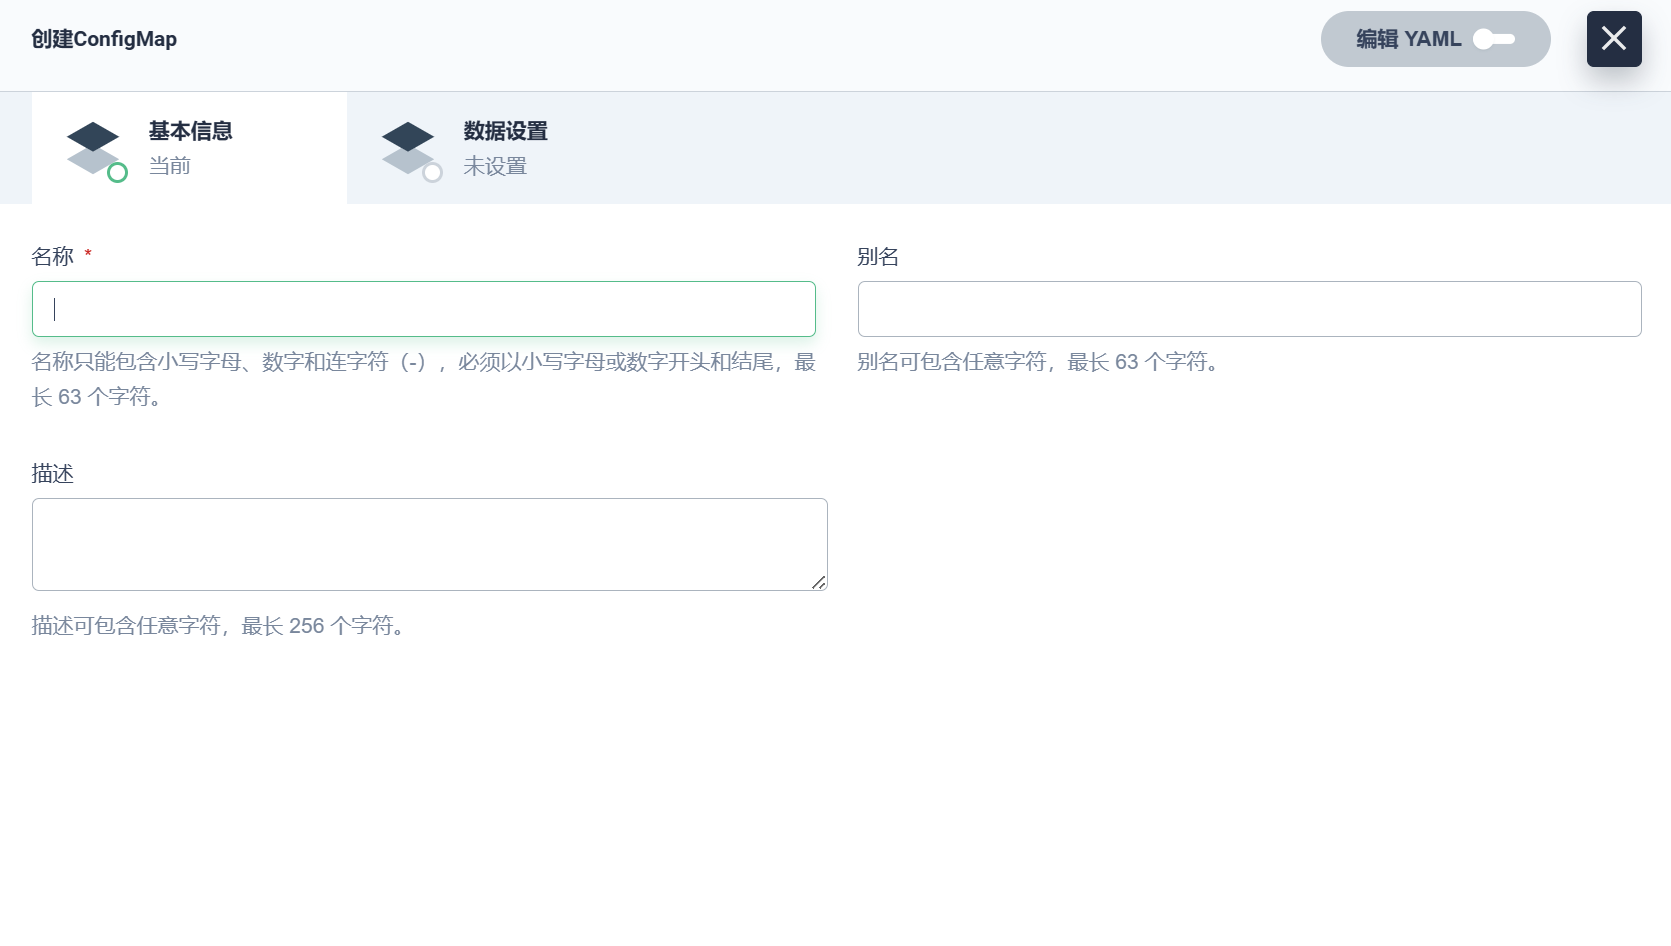 创建ConfigMap
编辑 YAML
基本信息
当前
数据设置
未设置
名称 *
别名
名称只能包含小写字母、数字和连字符（-），必须以小写字母或数字开头和结尾，最
长 63 个字符。
别名可包含任意字符，最长 63 个字符。
描述
描述可包含任意字符，最长 256 个字符。